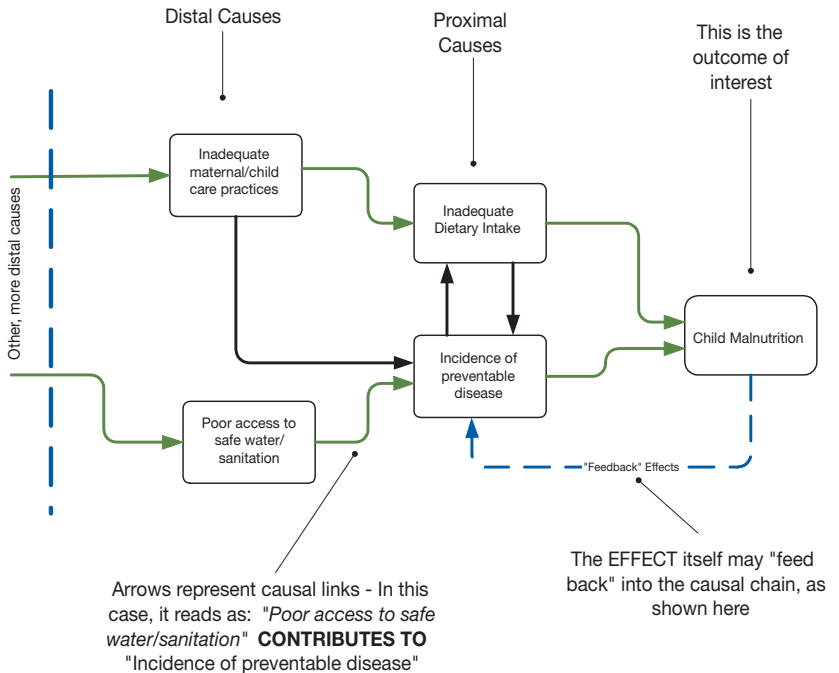 Distal Causes
Proximal
Causes
This is the
outcome of
interest
Other, more distal causes
Inadequate
maternal/child
care practices
Inadequate
Dietary Intake
Child Malnutrition
Incidence of
preventable
disease
Poor access to
safe water/
sanitation
"Feedback" Effects
Arrows represent causal links - In this
case, it reads as: "Poor access to safe
water/sanitation" CONTRIBUTES TO
"Incidence of preventable disease"
The EFFECT itself may "feed
back" into the causal chain, as
shown here